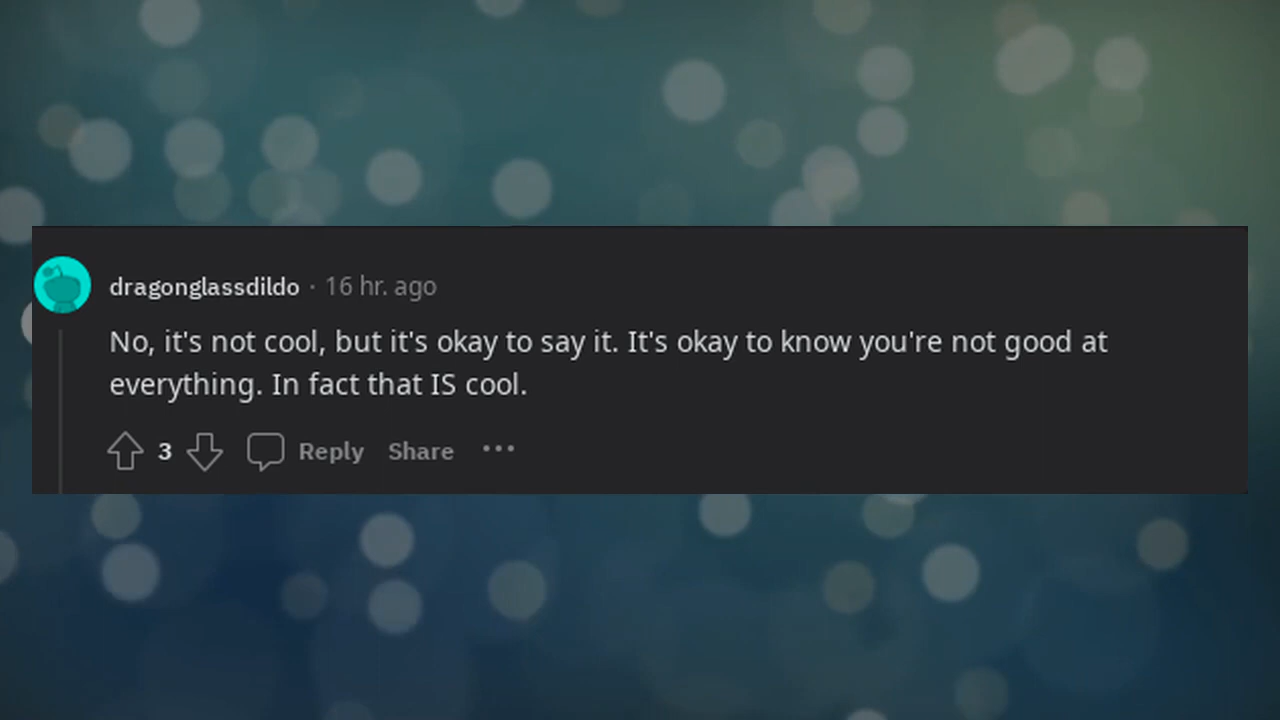 dragonglassdildo · 16 hr. ago
No, it's not cool, but it's okay to say it. It's okay to know you're not good at
everything. In fact that IS cool.
3 Reply Share ···